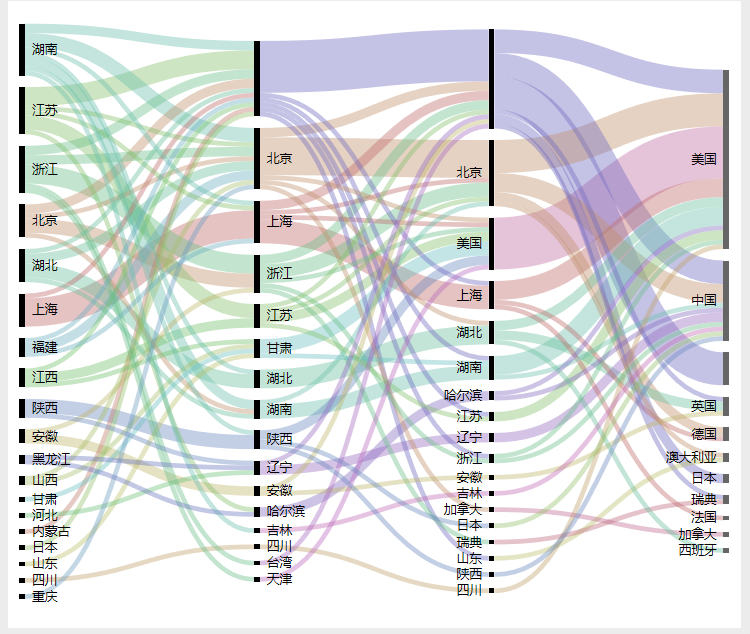 湖南
江苏
浙江
北京
湖北
上海
福建
江西
陕西
安徽
黑龙江
山西
甘肃
河北
内蒙古
日本
山东
四川
重庆
北京
上海
浙江
江苏
甘肃
湖北
湖南
陕西
辽宁
安徽
哈尔滨
吉林
四川
台湾
天津
北京
美国
上海
湖北
湖南
哈尔滨
江苏
辽宁
浙江
安徽
吉林
加拿大
日本
瑞典
山东
陕西
四川
美国
中国
英国
德国
澳大利亚
日本
瑞典
法国
加拿大
西班牙